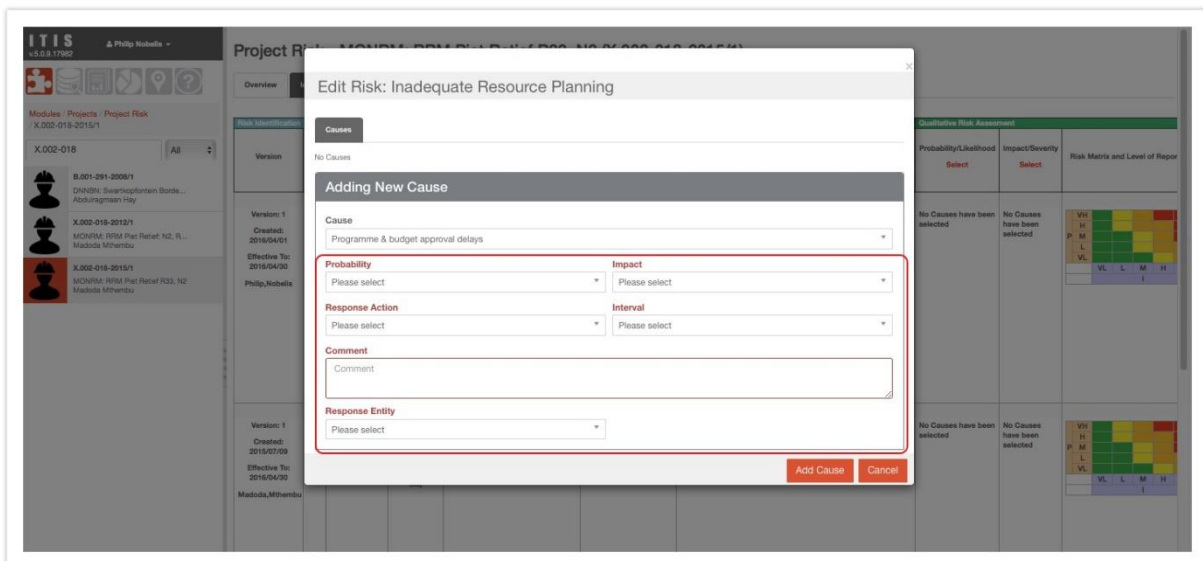 ITIS
v.5.0.9.17982
Philip Nobelis
Modules / Projects / Project Risk
/ X.002-018-2015/1
X.002-018
All
B.001-291-2008/1
DNNBN: Swartkopfontein Borde...
Abdulragmaan Hay
X.002-018-2012/1
MONRM: RRM Piet Retief: N2, R...
Madoda Mthembu
X.002-018-2015/1
MONRM: RRM Piet Retief R33, N2
Madoda Mthembu
Overview
Risk Identification
Version
Version: 1
Created:
2016/04/01
Effective To:
2016/04/30
Philip,Nobelis
Version: 1
Created:
2015/07/09
Effective To:
2016/04/30
Madoda,Mthembu
×
Edit Risk: Inadequate Resource Planning
Causes
No Causes
Adding New Cause
Cause
Programme & budget approval delays
Probability
Impact
Please select
Please select
Response Action
Interval
Please select
Please select
Comment
Comment
Response Entity
Please select
Add Cause
Cancel
Qualitative Risk Assessment
Probability/Likelihood
Select
Impact/Severity
Select
Risk Matrix and Level of Repor
No Causes have been
selected
No Causes
have been
selected
VH
H
P M
L
VL
VL L M H
I
No Causes have been
selected
No Causes
have been
selected
VH
H
P M
L
VL
VL L M H
I